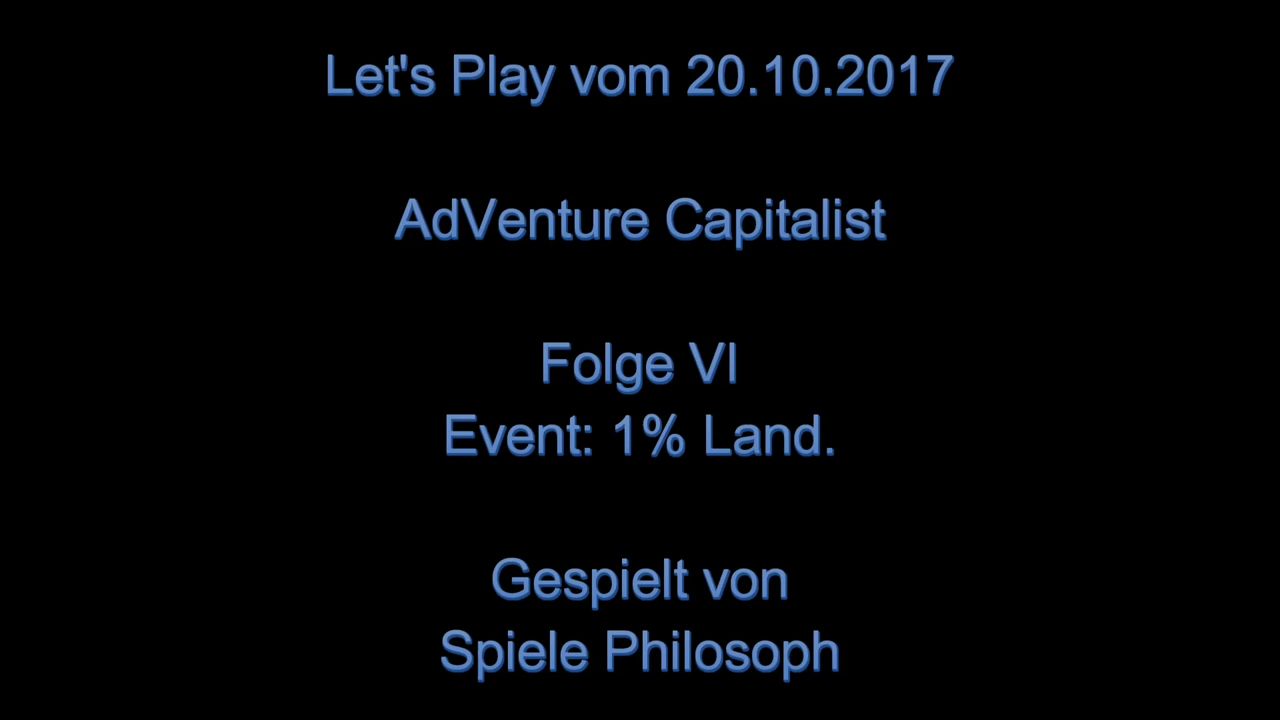 Let's Play vom 20.10.2017
AdVenture Capitalist
Folge VI
Event: 1% Land.
Gespielt von
Spiele Philosoph